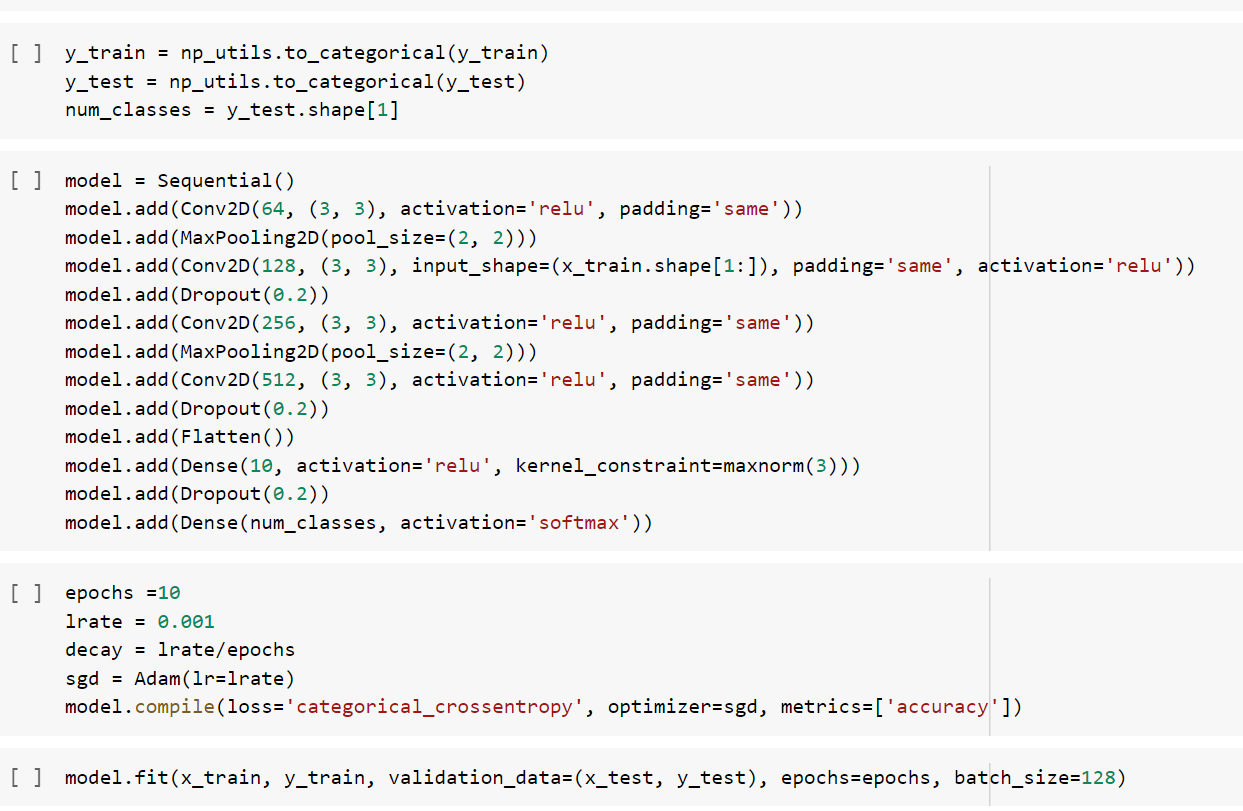 [ ] y_train = np_utils.to_categorical(y_train)
y_test = np_utils.to_categorical(y_test)
num_classes = y_test.shape[1]
[ ] model = Sequential()
model.add(Conv2D(64, (3, 3), activation='relu', padding='same'))
model.add(MaxPooling2D(pool_size=(2, 2)))
model.add(Conv2D(128, (3, 3), input_shape=(x_train.shape[1:]), padding='same', activation='relu'))
model.add(Dropout(0.2))
model.add(Conv2D(256, (3, 3), activation='relu', padding='same'))
model.add(MaxPooling2D(pool_size=(2, 2)))
model.add(Conv2D(512, (3, 3), activation='relu', padding='same'))
model.add(Dropout(0.2))
model.add(Flatten())
model.add(Dense(10, activation='relu', kernel_constraint=maxnorm(3)))
model.add(Dropout(0.2))
model.add(Dense(num_classes, activation='softmax'))
[ ] epochs =10
lrate = 0.001
decay = lrate/epochs
sgd = Adam(lr=lrate)
model.compile(loss='categorical_crossentropy', optimizer=sgd, metrics=['accuracy'])
[ ] model.fit(x_train, y_train, validation_data=(x_test, y_test), epochs=epochs, batch_size=128)